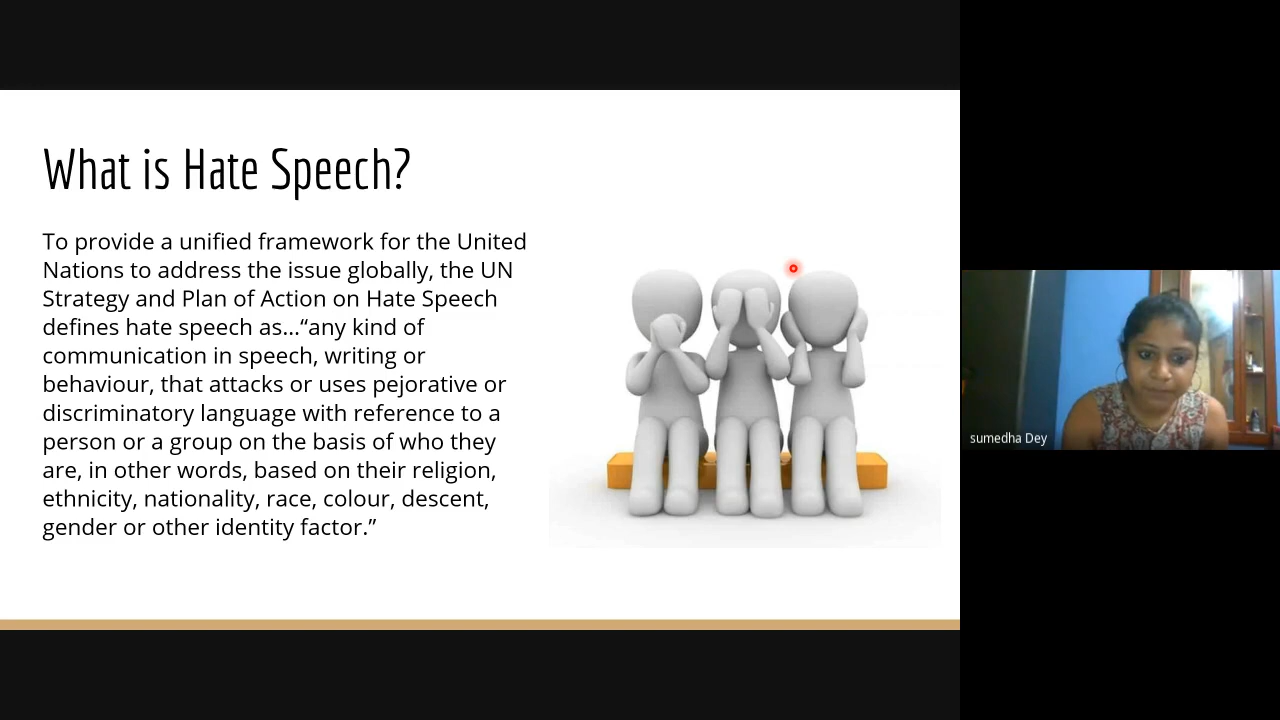 What is Hate Speech?
To provide a unified framework for the United
Nations to address the issue globally, the UN
Strategy and Plan of Action on Hate Speech
defines hate speech as...“any kind of
communication in speech, writing or
behaviour, that attacks or uses pejorative or
discriminatory language with reference to a
person or a group on the basis of who they
are, in other words, based on their religion,
ethnicity, nationality, race, colour, descent,
gender or other identity factor.”
sumedha Dey